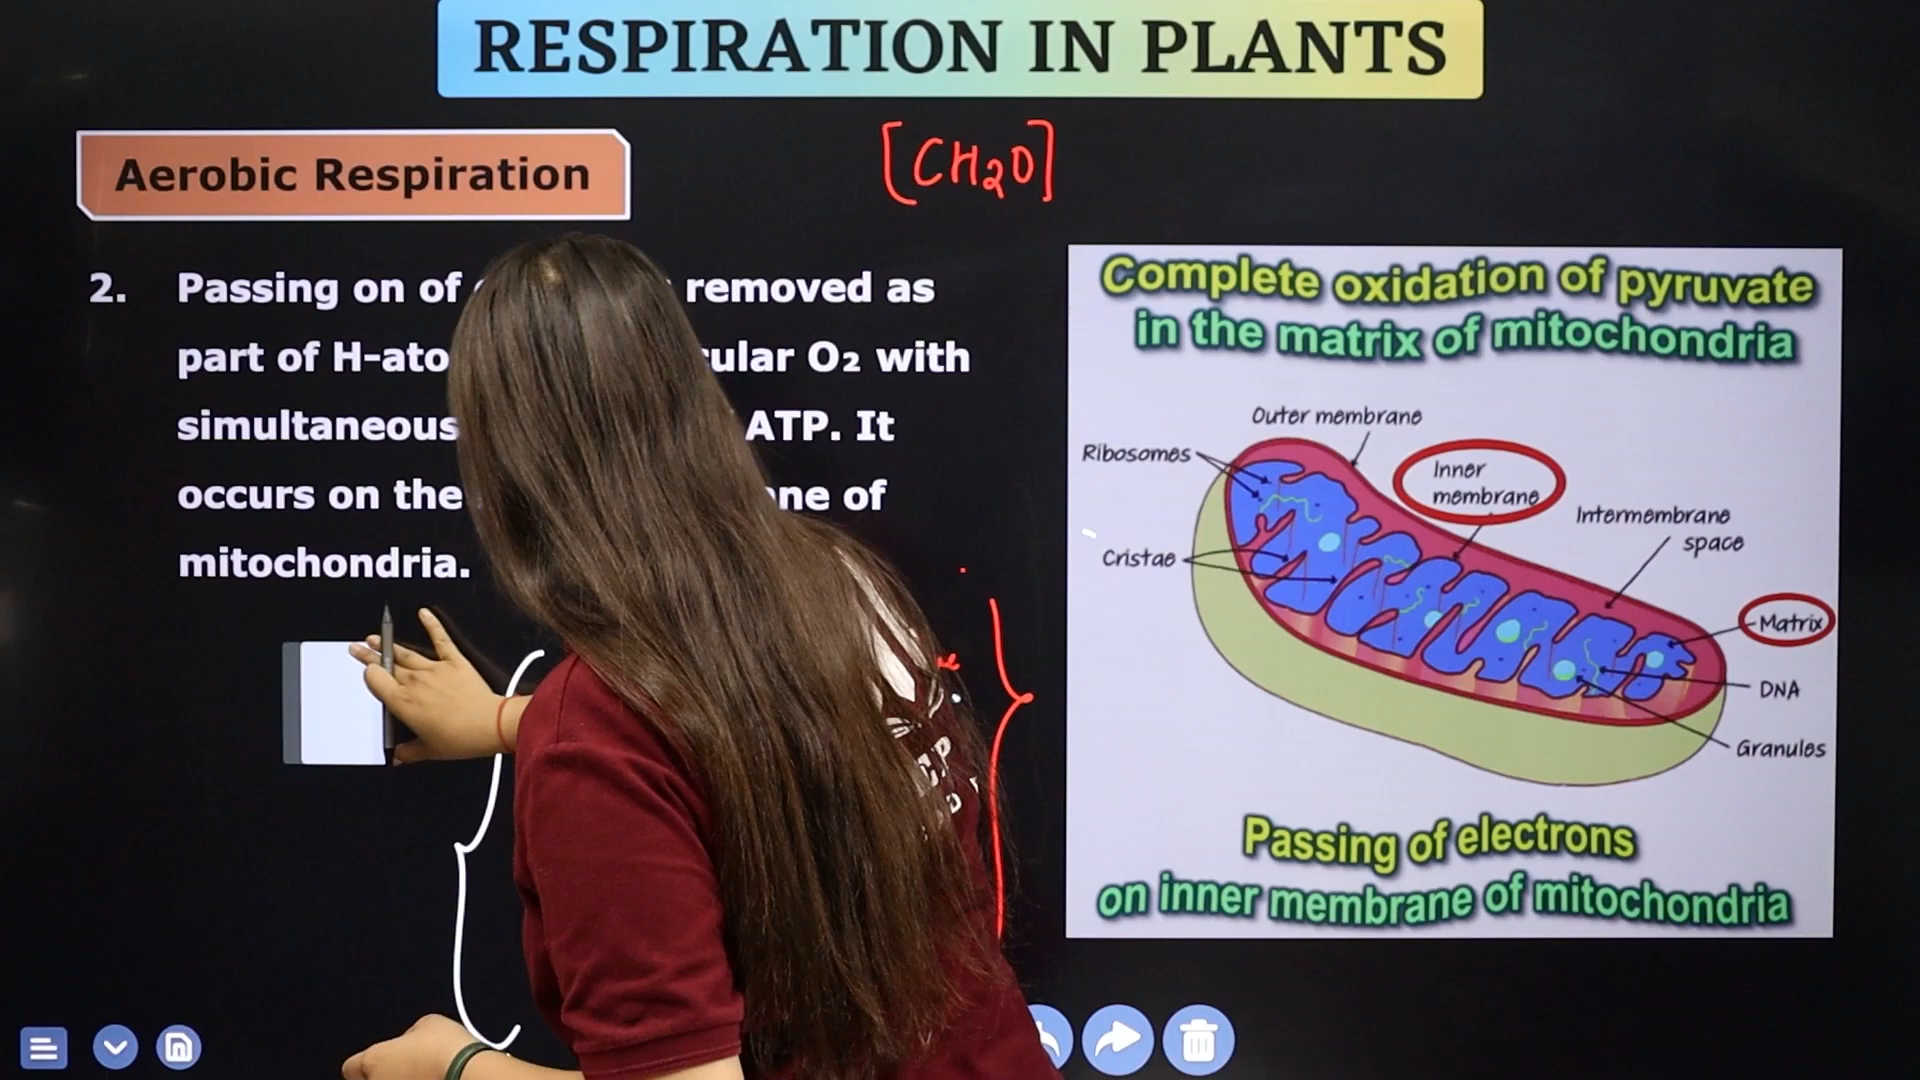 RESPIRATION IN PLANTS
[CH2O]
Aerobic Respiration
2. Passing on of removed as
part of H-ato cular O2 with
simultaneous ATP. It
occurs on the ne of
mitochondria.
Complete oxidation of pyruvate
in the matrix of mitochondria
Outer membrane
Ribosomes
Inner
membrane
Intermembrane
space
Cristae
Matrix
DNA
Granules
Passing of electrons
on inner membrane of mitochondria